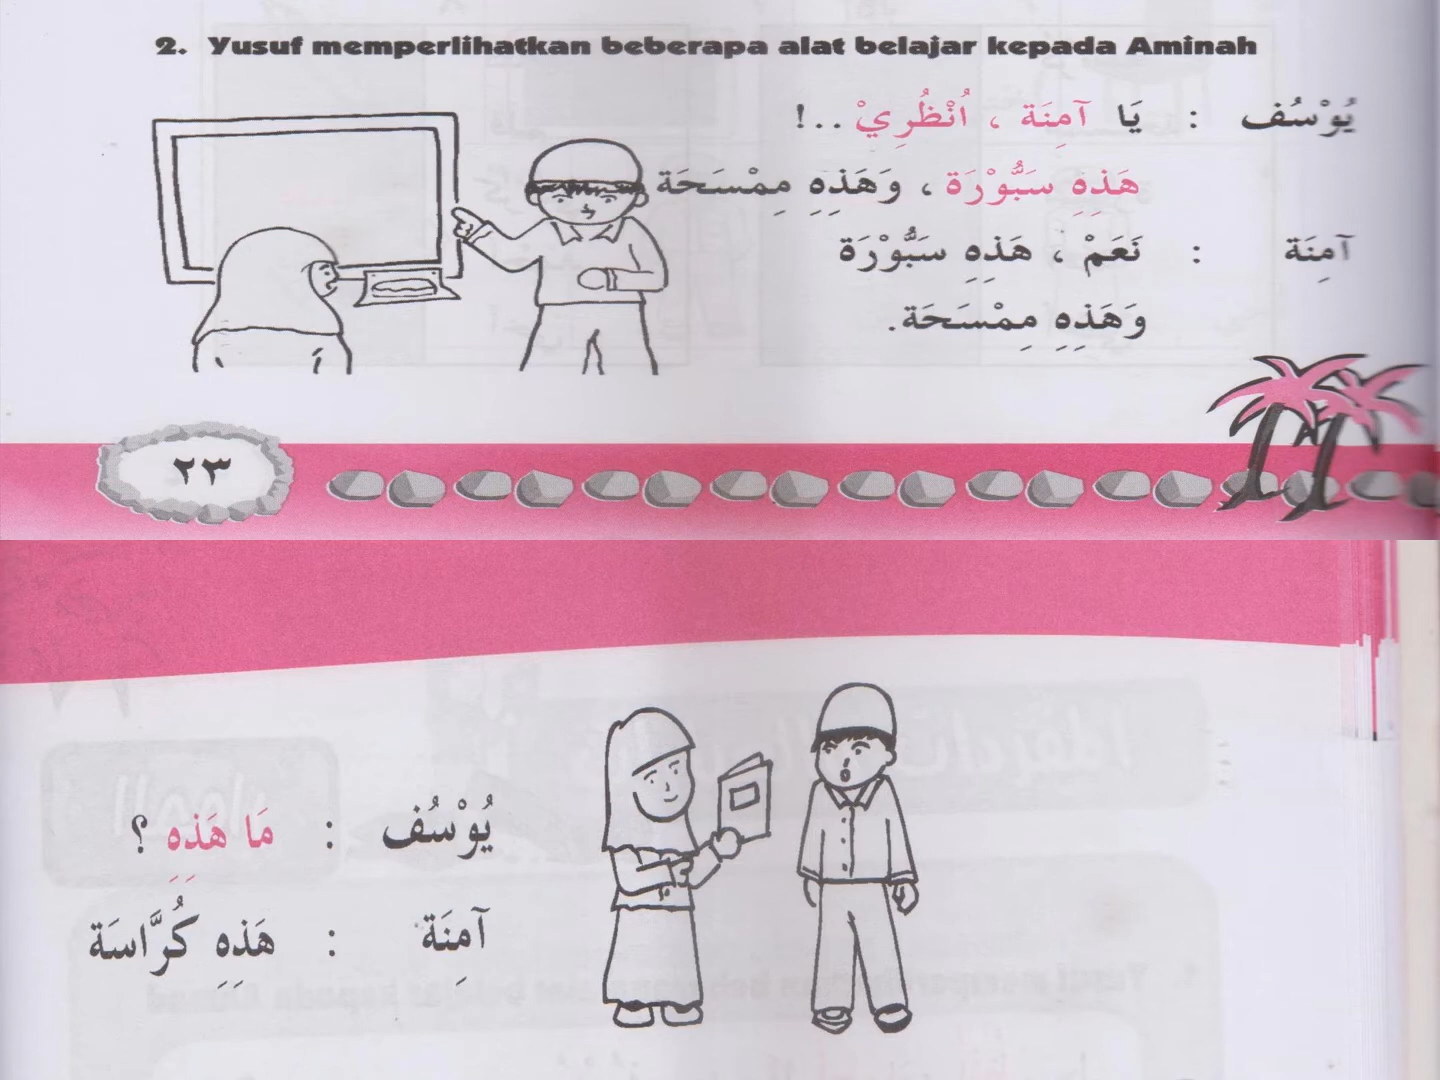 2. Yusuf memperlihatkan beberapa alat belajar kepada Aminah
يُوْسُف : يَا آمِنَة ، اُنْظُرِيْ ..!
هَذِهِ سَبُّوْرَة ، وَهَذِهِ مِمْسَحَة
آمِنَة : نَعَمْ ، هَذِهِ سَبُّوْرَة
وَهَذِهِ مِمْسَحَة.
٢٣
يُوْسُف : مَا هَذِهِ ؟
آمِنَة : هَذِهِ كُرَّاسَة